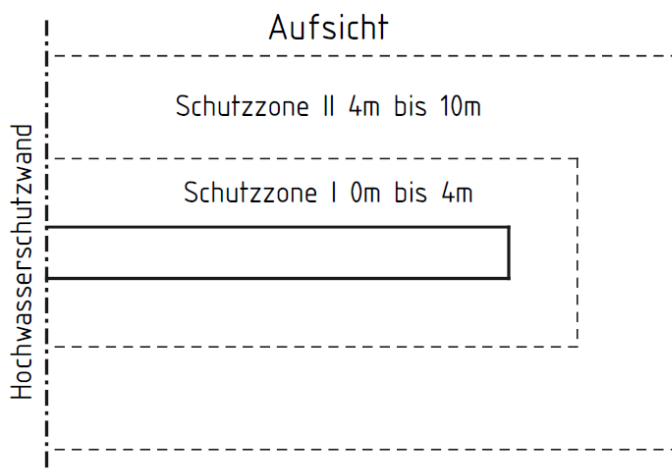 Aufsicht
Schutzzone II 4m bis 10m
Schutzzone I 0m bis 4m
Hochwasserschutzwand